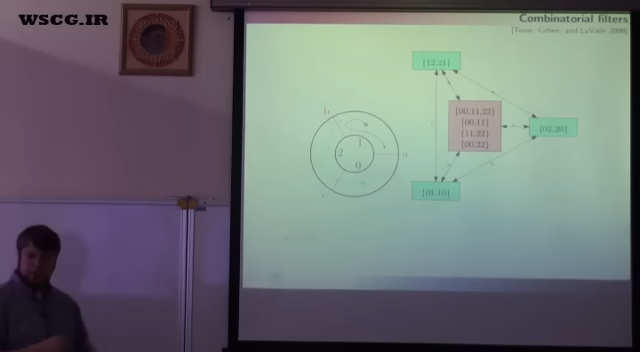 WSCG.IR
Combinatorial filters
[Tovar, Cohen, and LaValle 2008]
{12,21}
b
1
2
0
a
c
{00,11,22}
{00,11}
{11,22}
{00,22}
{02,20}
{01,10}